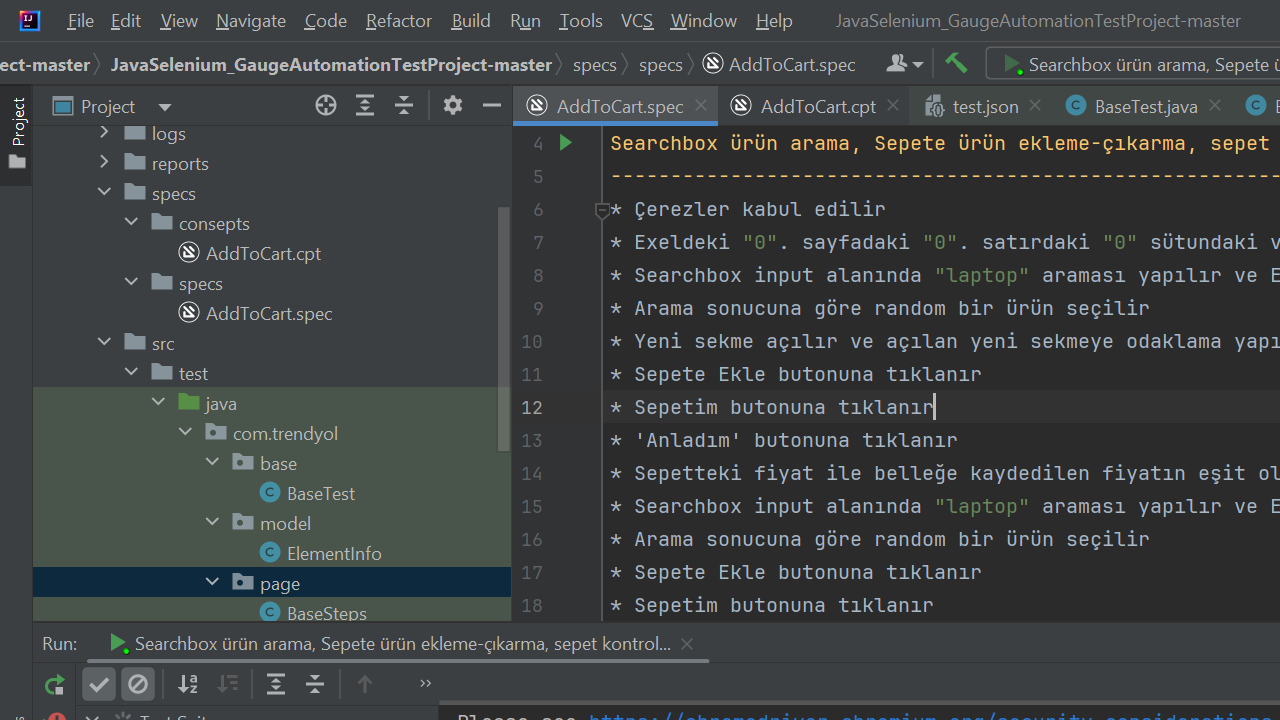 File Edit View Navigate Code Refactor Build Run Tools VCS Window Help JavaSelenium_GaugeAutomationTestProject-master
ect-master JavaSelenium_GaugeAutomationTestProject-master specs specs AddToCart.spec Searchbox ürün arama, Sepete ü
Project
Project AddToCart.spec AddToCart.cpt test.json BaseTest.java
logs
reports
specs
consepts
AddToCart.cpt
specs
AddToCart.spec
src
test
java
com.trendyol
base
BaseTest
model
ElementInfo
page
BaseSteps
4 Searchbox ürün arama, Sepete ürün ekleme-çıkarma, sepet
5 --------------------------------------------------------
6 * Çerezler kabul edilir
7 * Exeldeki "0". sayfadaki "0". satırdaki "0" sütundaki v
8 * Searchbox input alanında "laptop" araması yapılır ve E
9 * Arama sonucuna göre random bir ürün seçilir
10 * Yeni sekme açılır ve açılan yeni sekmeye odaklama yapı
11 * Sepete Ekle butonuna tıklanır
12 * Sepetim butonuna tıklanır
13 * 'Anladım' butonuna tıklanır
14 * Sepetteki fiyat ile belleğe kaydedilen fiyatın eşit ol
15 * Searchbox input alanında "laptop" araması yapılır ve E
16 * Arama sonucuna göre random bir ürün seçilir
17 * Sepete Ekle butonuna tıklanır
18 * Sepetim butonuna tıklanır
Run: Searchbox ürün arama, Sepete ürün ekleme-çıkarma, sepet kontrol...